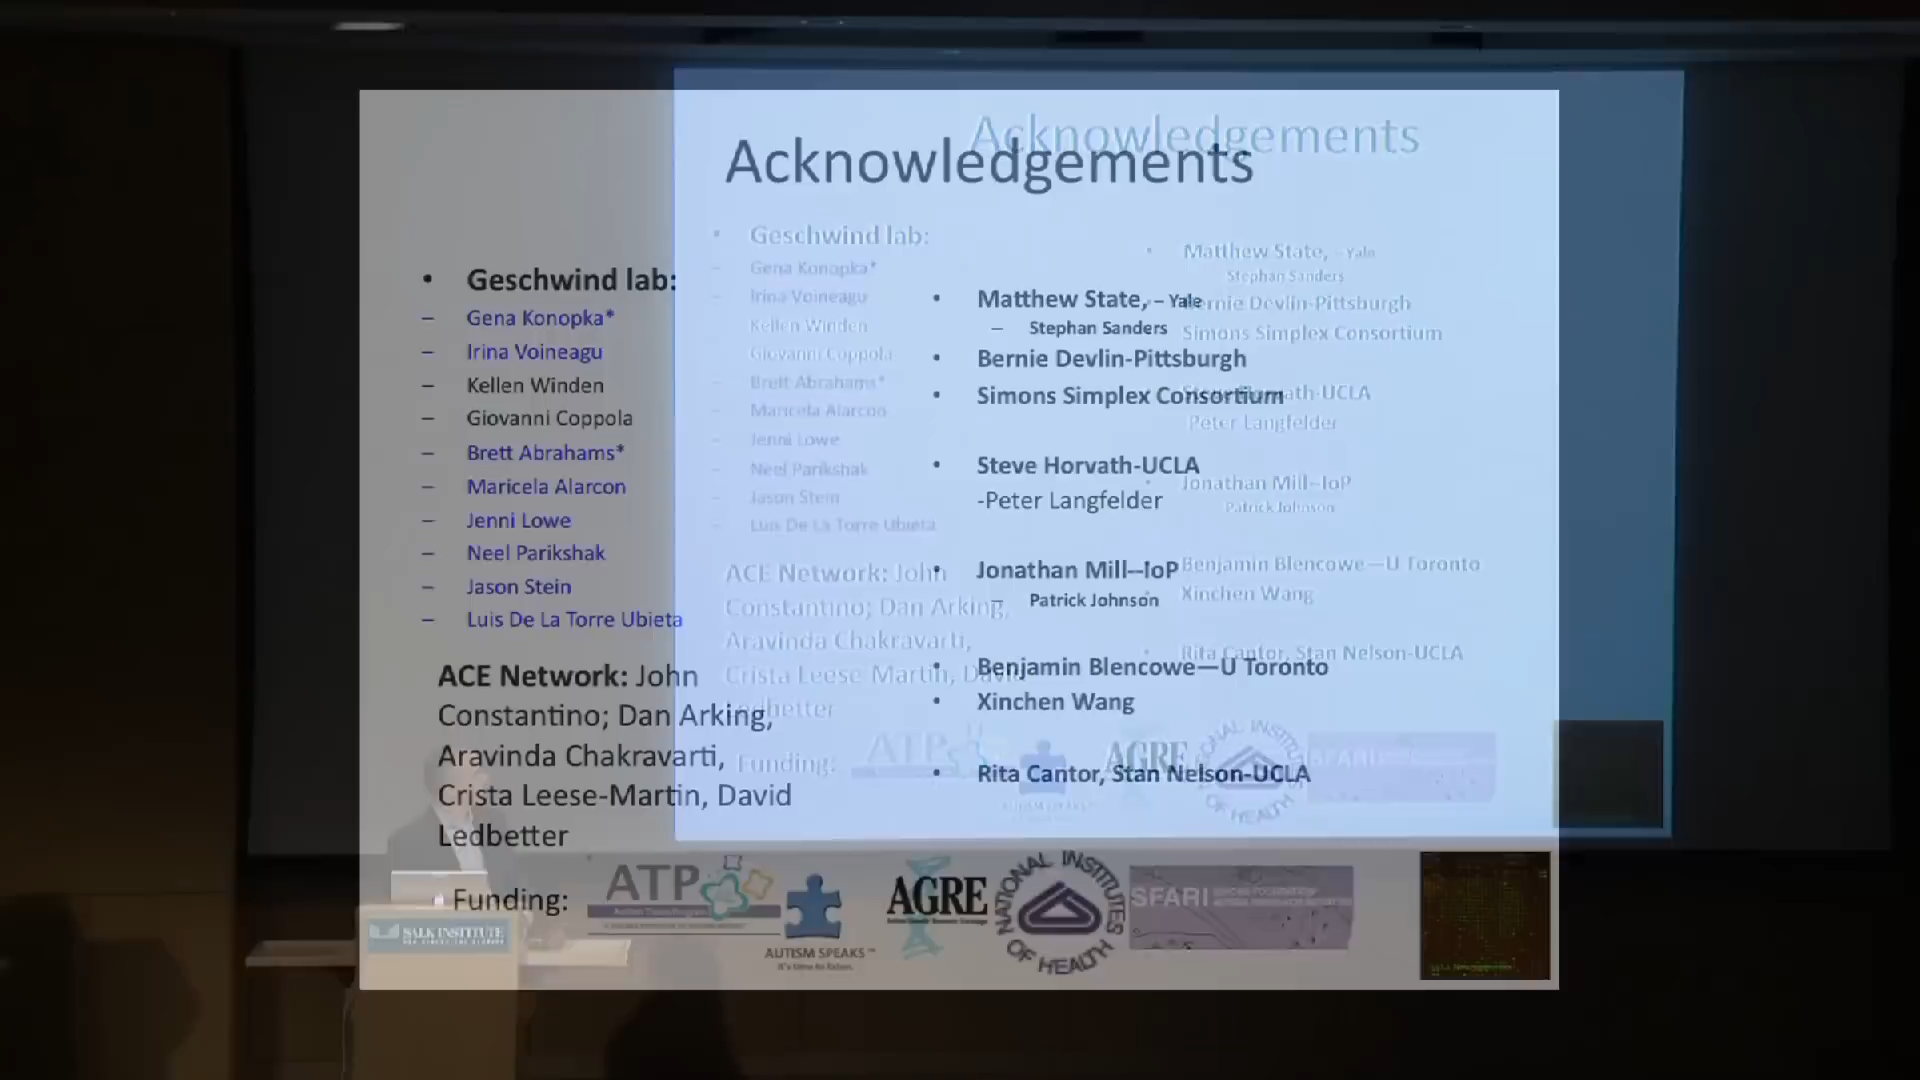 Acknowledgements
• Geschwind lab:
– Gena Konopka*
– Irina Voineagu
– Kellen Winden
– Giovanni Coppola
– Brett Abrahams*
– Maricela Alarcon
– Jenni Lowe
– Neel Parikshak
– Jason Stein
– Luis De La Torre Ubieta
ACE Network: John
Constantino; Dan Arking,
Aravinda Chakravarti,
Crista Leese-Martin, David
Ledbetter
• Matthew State, – Yale
– Stephan Sanders
• Bernie Devlin-Pittsburgh
• Simons Simplex Consortium
• Steve Horvath-UCLA
-Peter Langfelder
• Jonathan Mill--IoP
– Patrick Johnson
• Benjamin Blencowe—U Toronto
• Xinchen Wang
• Rita Cantor, Stan Nelson-UCLA
Funding:
ATP
AUTISM SPEAKS™
It's time to listen.
AGRE
NATIONAL INSTITUTES OF HEALTH
SFARI
Acknowledgements
• Geschwind lab:
– Gena Konopka*
– Irina Voineagu
Kellen Winden
Giovanni Coppola
– Brett Abrahams*
– Maricela Alarcon
– Jenni Lowe
– Neel Parikshak
– Jason Stein
– Luis De La Torre Ubieta
ACE Network: John
Constantino; Dan Arking,
Aravinda Chakravarti,
Crista Leese-Martin, David
Ledbetter
• Matthew State, – Yale
Stephan Sanders
Bernie Devlin-Pittsburgh
Simons Simplex Consortium
Steve Horvath-UCLA
Peter Langfelder
Jonathan Mill--IoP
Patrick Johnson
Benjamin Blencowe—U Toronto
Xinchen Wang
Rita Cantor, Stan Nelson-UCLA
Funding:
ATP
AGRE
SFARI
SALK INSTITUTE